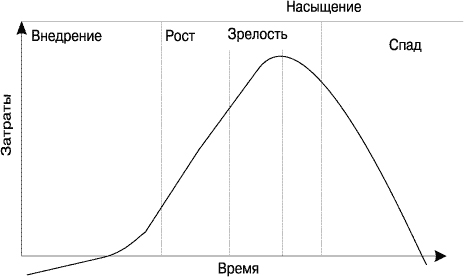 Насыщение
Внедрение
Рост
Зрелость
Спад
Затраты
Время